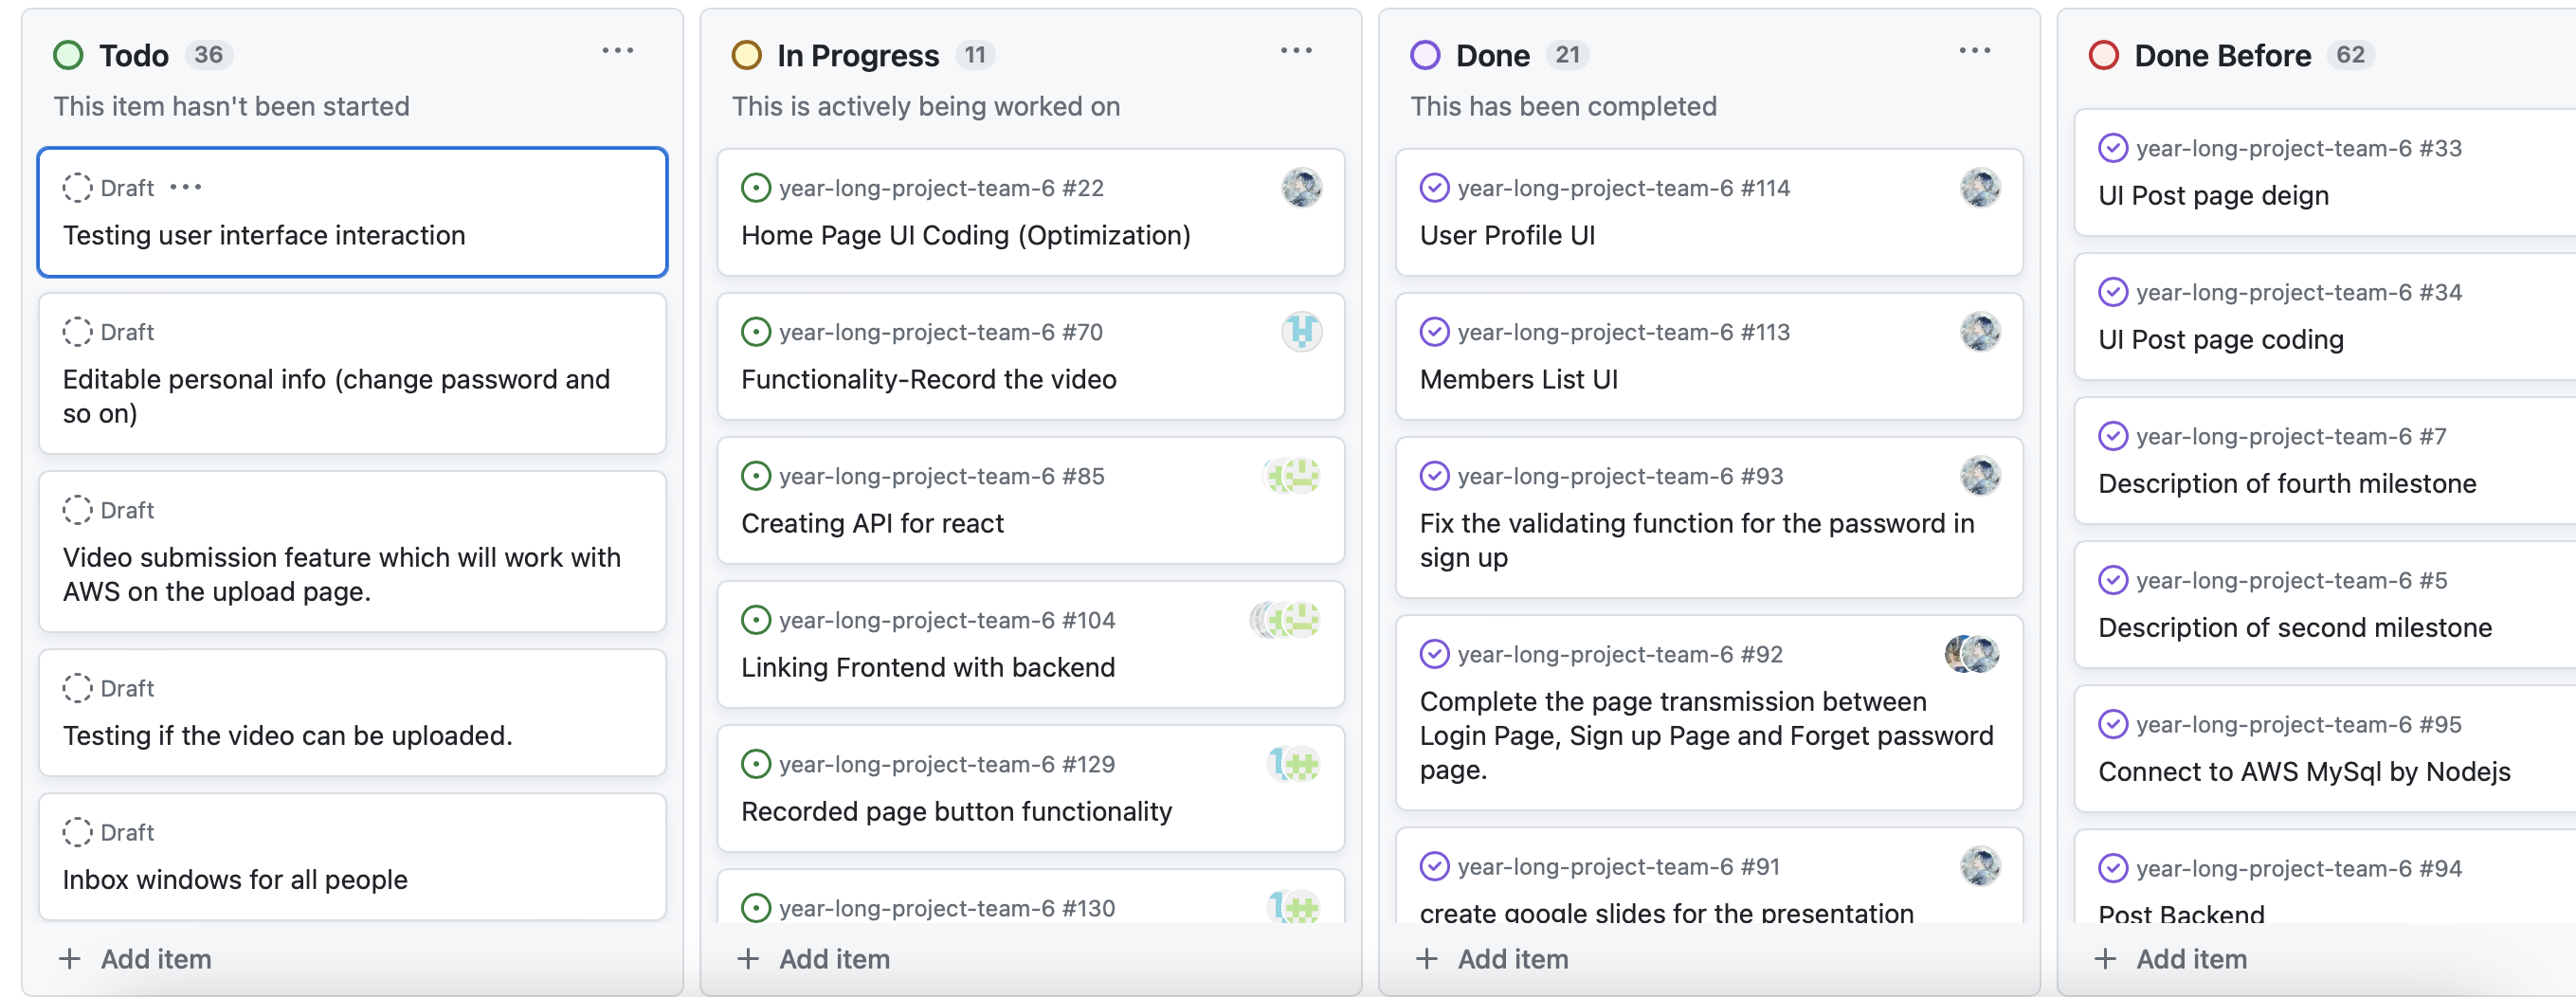 Todo 36
This item hasn't been started
Draft
Testing user interface interaction
Draft
Editable personal info (change password and
so on)
Draft
Video submission feature which will work with
AWS on the upload page.
Draft
Testing if the video can be uploaded.
Draft
Inbox windows for all people
+ Add item
In Progress 11
This is actively being worked on
year-long-project-team-6 #22
Home Page UI Coding (Optimization)
year-long-project-team-6 #70
Functionality-Record the video
year-long-project-team-6 #85
Creating API for react
year-long-project-team-6 #104
Linking Frontend with backend
year-long-project-team-6 #129
Recorded page button functionality
year-long-project-team-6 #130
+ Add item
Done 21
This has been completed
year-long-project-team-6 #114
User Profile UI
year-long-project-team-6 #113
Members List UI
year-long-project-team-6 #93
Fix the validating function for the password in
sign up
year-long-project-team-6 #92
Complete the page transmission between
Login Page, Sign up Page and Forget password
page.
year-long-project-team-6 #91
create google slides for the presentation
+ Add item
Done Before 62
year-long-project-team-6 #33
UI Post page deign
year-long-project-team-6 #34
UI Post page coding
year-long-project-team-6 #7
Description of fourth milestone
year-long-project-team-6 #5
Description of second milestone
year-long-project-team-6 #95
Connect to AWS MySql by Nodejs
year-long-project-team-6 #94
Post Backend
+ Add item